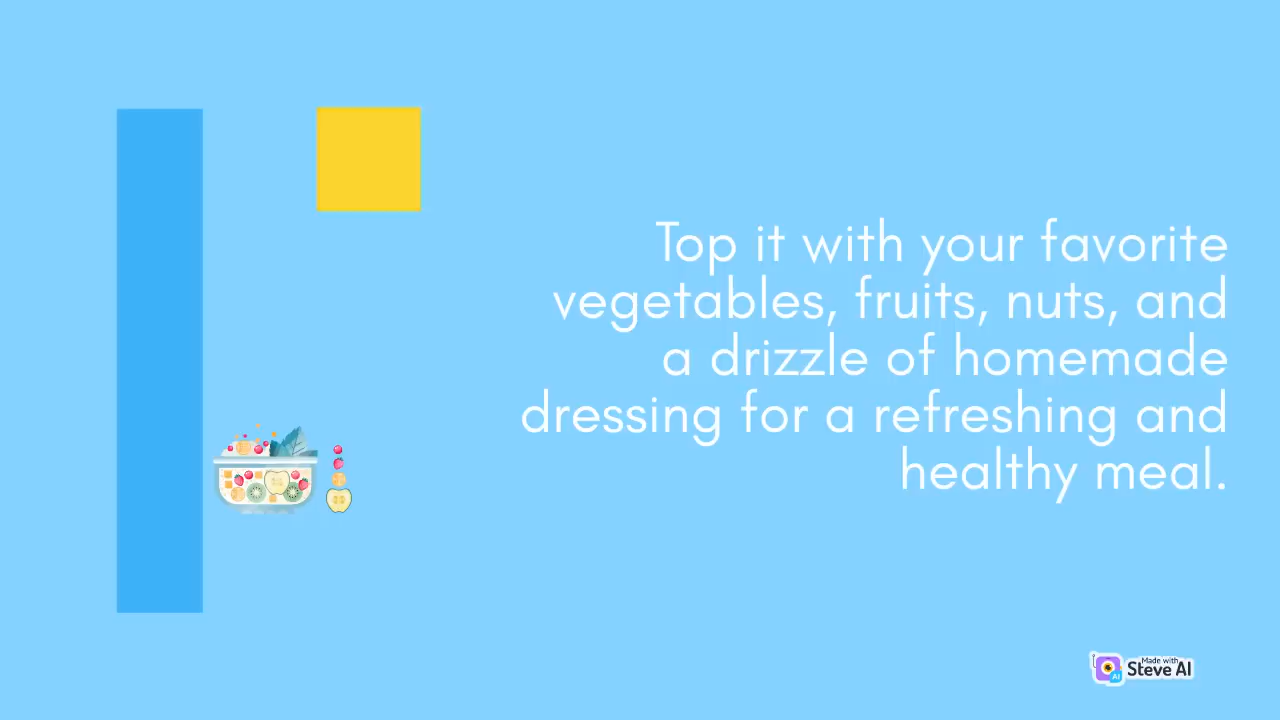 Top it with your favorite
vegetables, fruits, nuts, and
a drizzle of homemade
dressing for a refreshing and
healthy meal.
Made with
Steve AI
AI